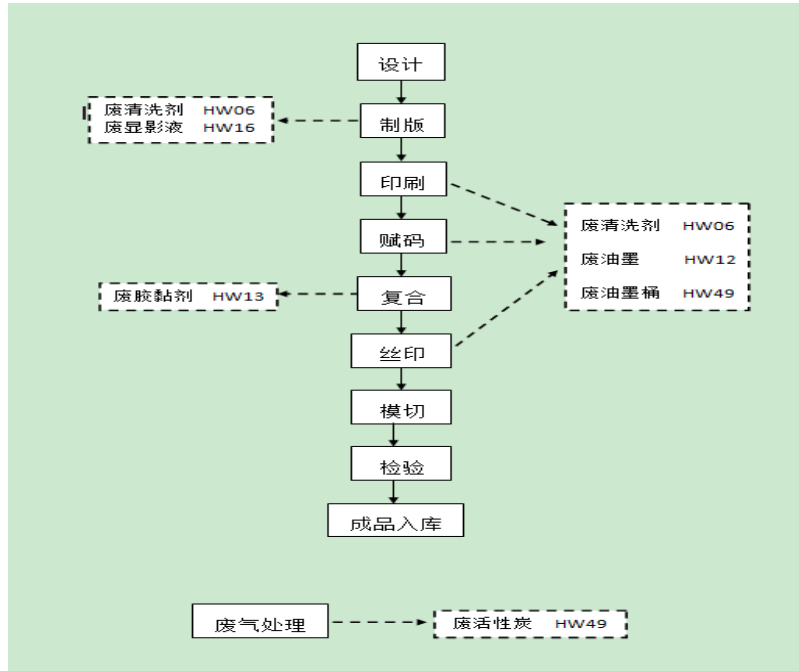 设计
废清洗剂 HW06
废显影液 HW16
制版
印刷
赋码
废清洗剂 HW06
废油墨 HW12
废油墨桶 HW49
废胶黏剂 HW13
复合
丝印
模切
检验
成品入库
废气处理
废活性炭 HW49